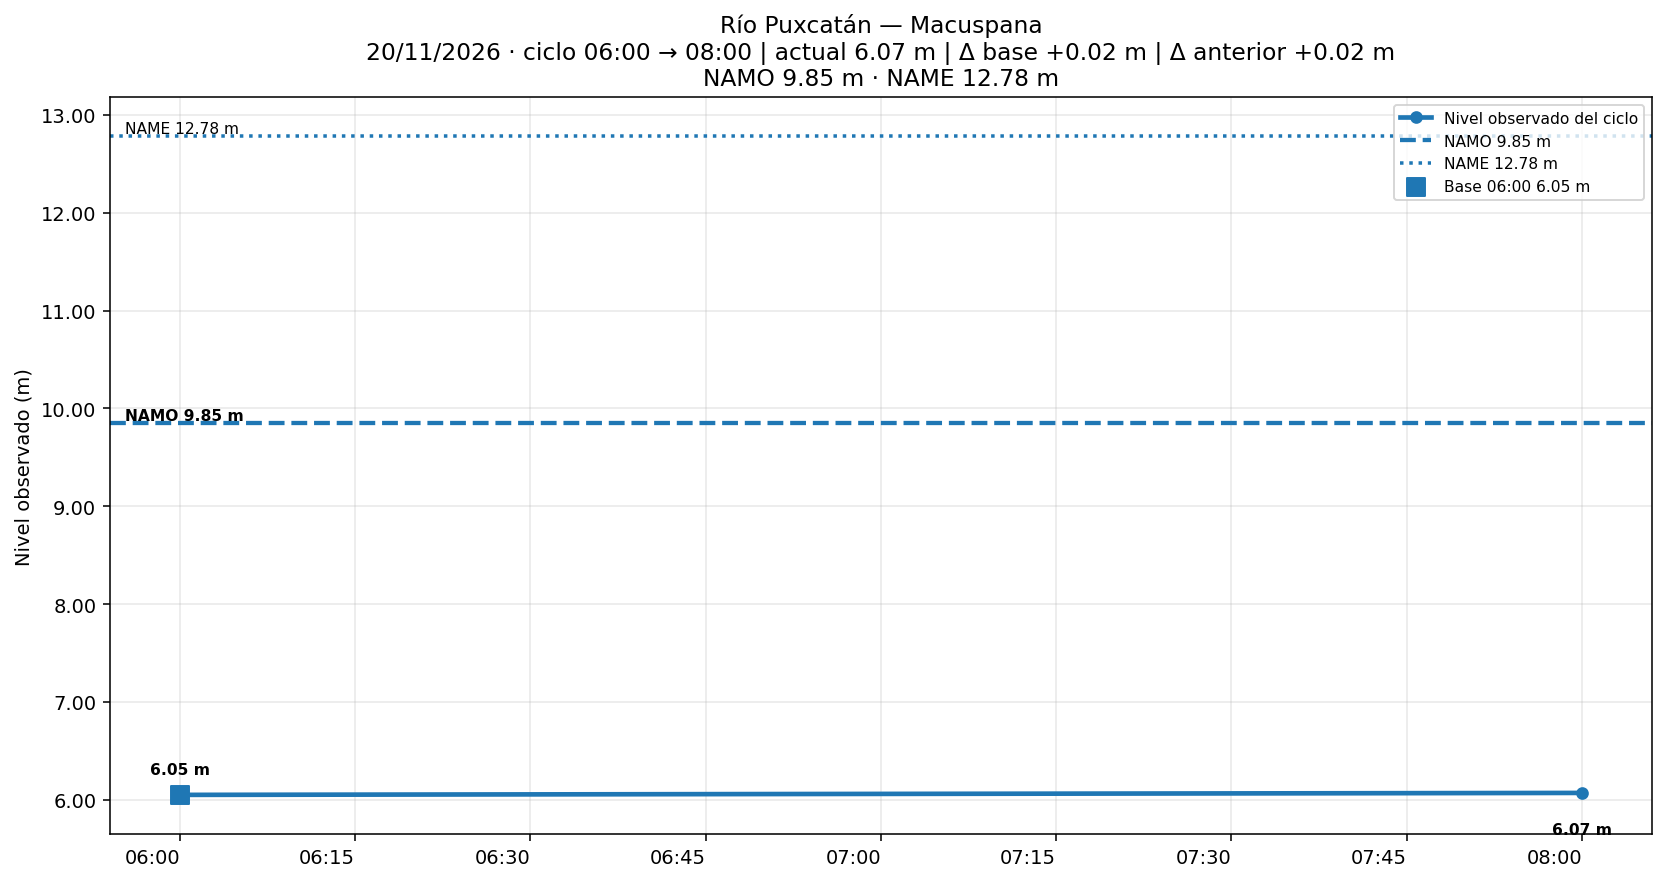 Río Puxcatán — Macuspana
20/11/2026 · ciclo 06:00 → 08:00 | actual 6.07 m | Δ base +0.02 m | Δ anterior +0.02 m
NAMO 9.85 m · NAME 12.78 m
Nivel observado (m)
13.00
12.00
11.00
10.00
9.00
8.00
7.00
6.00
NAME 12.78 m
NAMO 9.85 m
6.05 m
6.07 m
Nivel observado del ciclo
NAMO 9.85 m
NAME 12.78 m
Base 06:00 6.05 m
06:00 06:15 06:30 06:45 07:00 07:15 07:30 07:45 08:00